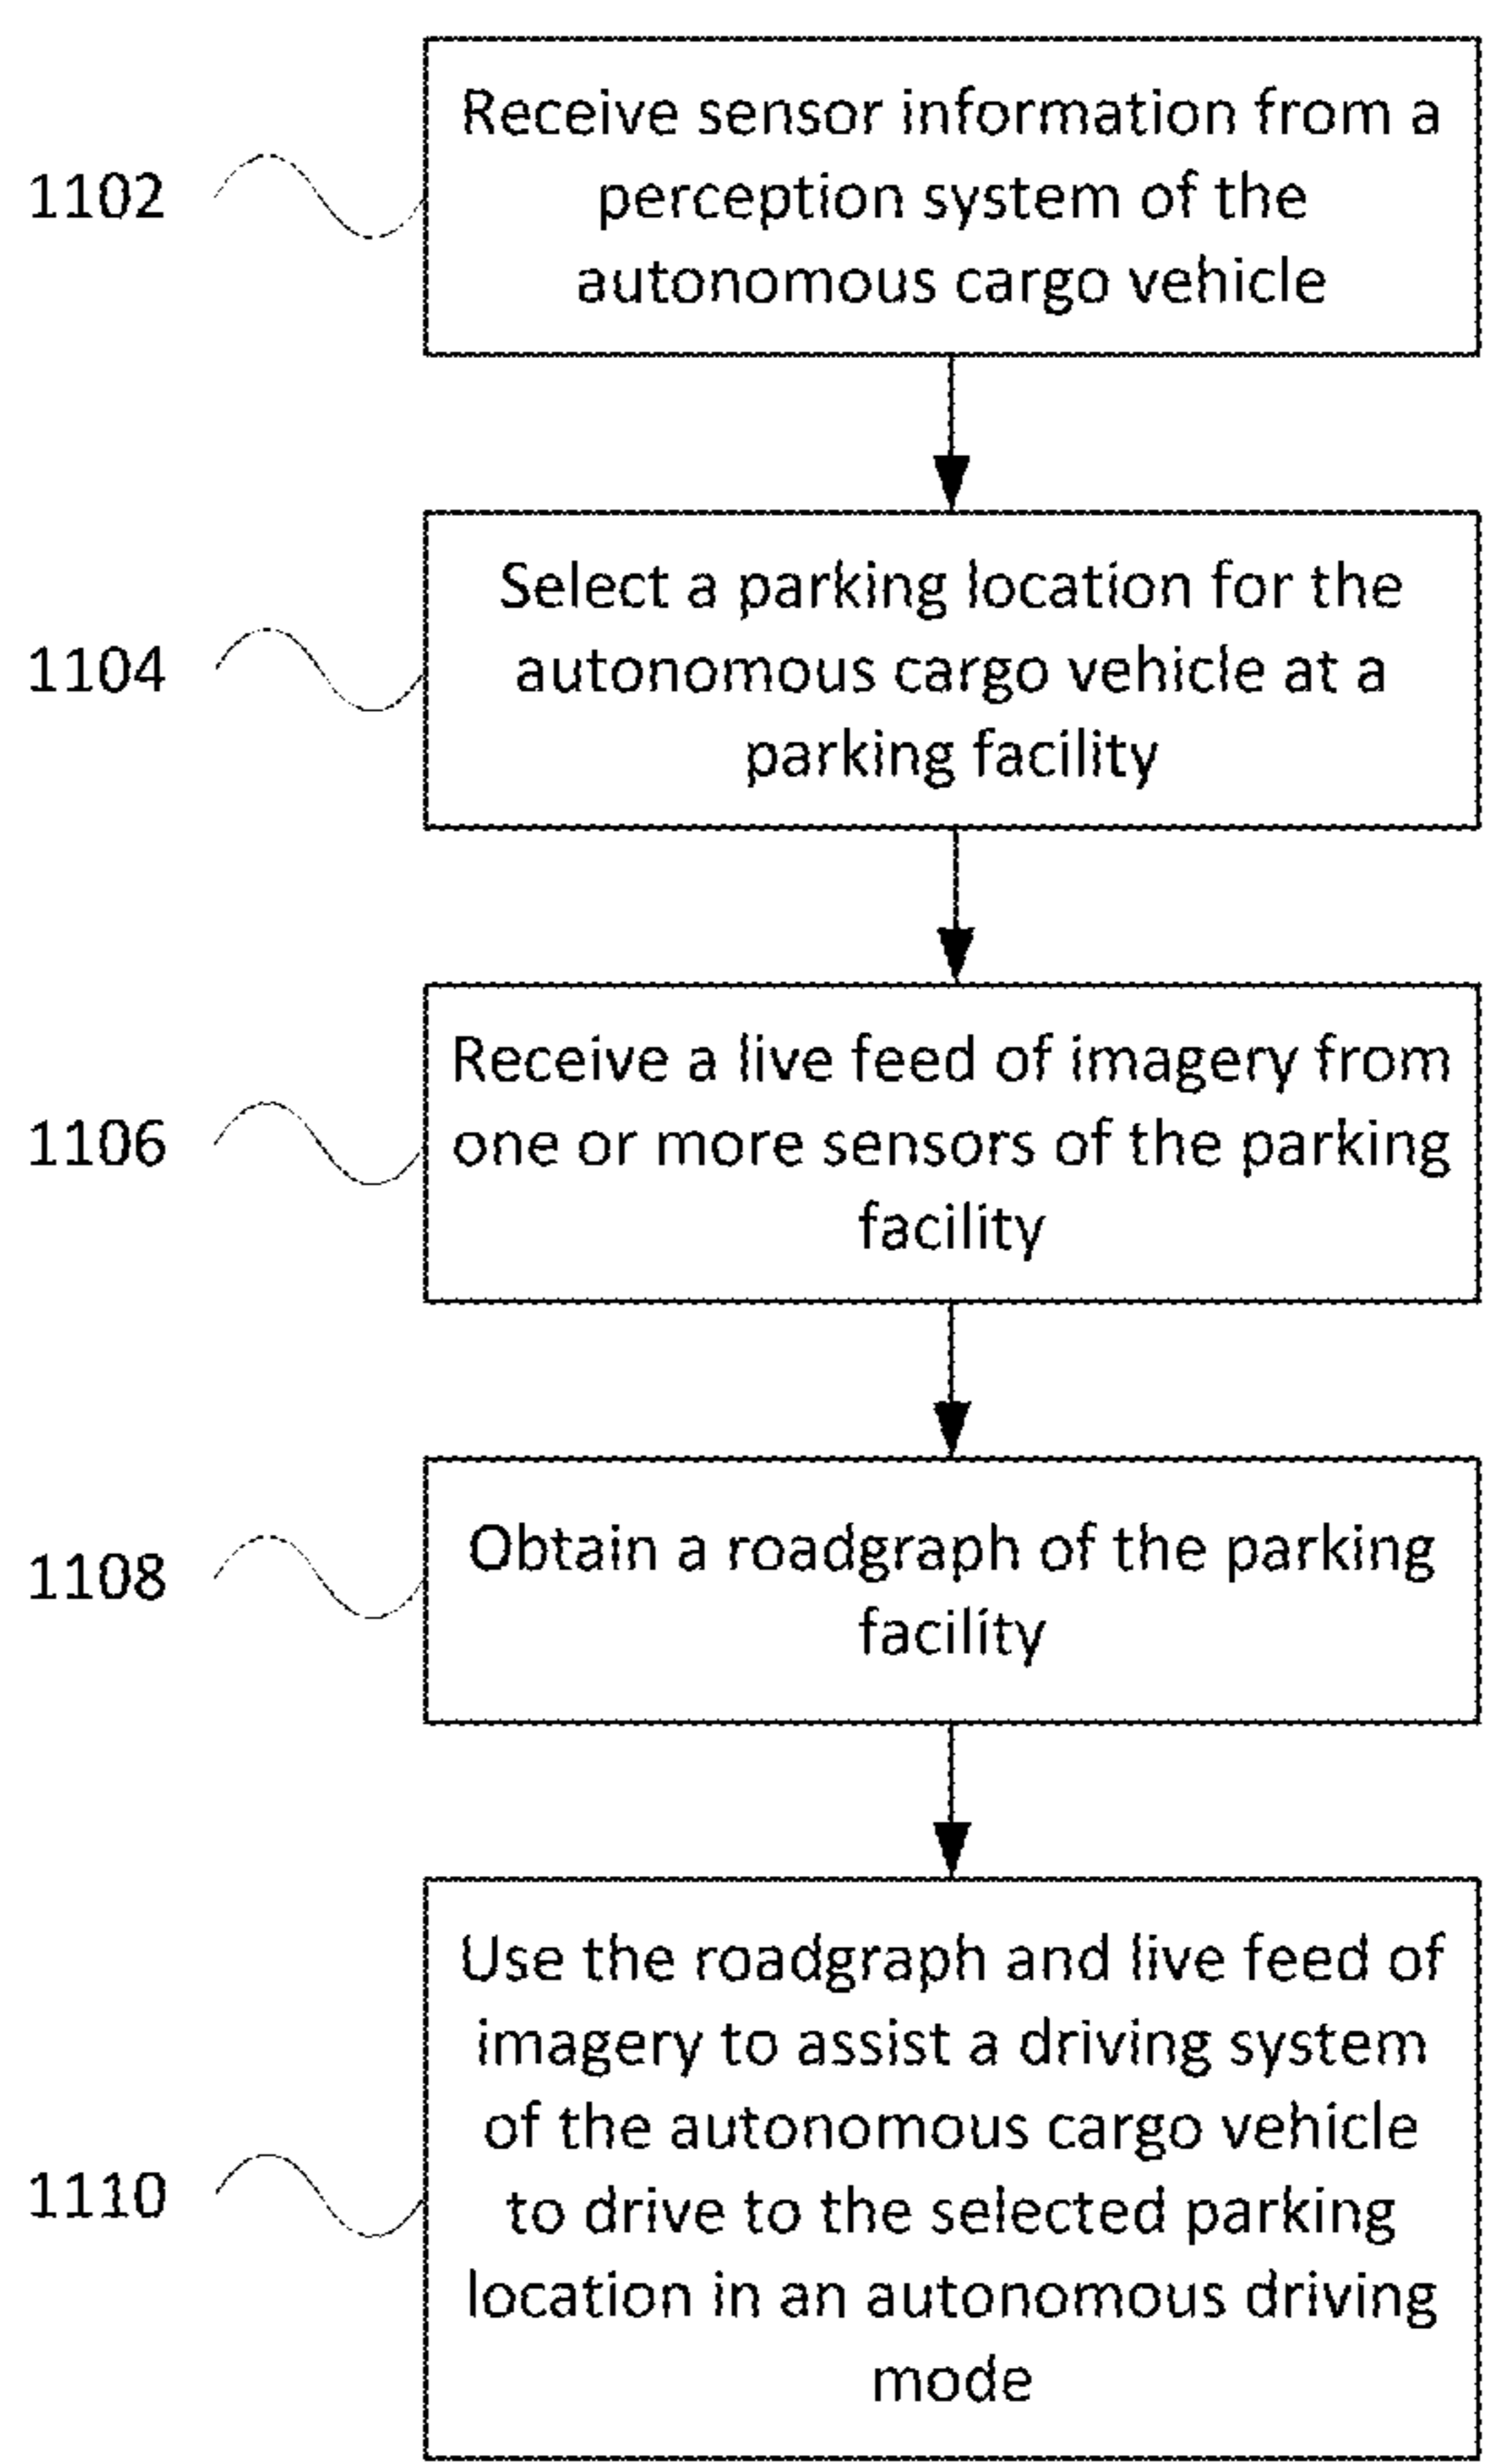 1102
Receive sensor information from a
perception system of the
autonomous cargo vehicle
1104
Select a parking location for the
autonomous cargo vehicle at a
parking facility
1106
Receive a live feed of imagery from
one or more sensors of the parking
facility
1108
Obtain a roadgraph of the parking
facility
1110
Use the roadgraph and live feed of
imagery to assist a driving system
of the autonomous cargo vehicle
to drive to the selected parking
location in an autonomous driving
mode